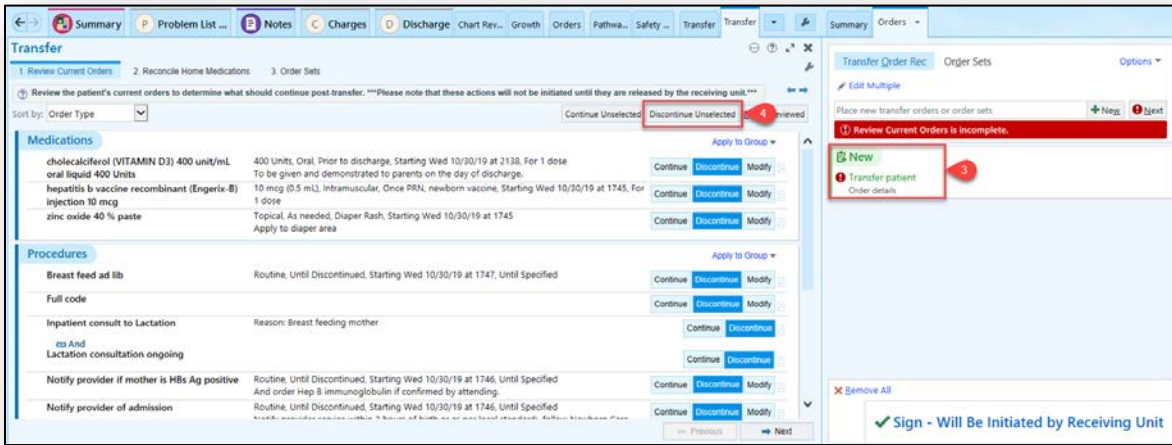 Summary P Problem List ... Notes C Charges D Discharge Chart Rev... Growth Orders Pathwa... Safety ... Transfer Transfer Summary Orders
Transfer
1. Review Current Orders 2. Reconcile Home Medications 3. Order Sets
Review the patient's current orders to determine what should continue post-transfer. ***Please note that these actions will not be initiated until they are released by the receiving unit.***
Sort by: Order Type Continue Unselected Discontinue Unselected 4
Medications Apply to Group
cholecalciferol (VITAMIN D3) 400 unit/mL 400 Units, Oral, Prior to discharge, Starting Wed 10/30/19 at 2138, For 1 dose Continue Discontinue Modify
oral liquid 400 Units To be given and demonstrated to parents on the day of discharge.
hepatitis b vaccine recombinant (Engerix-B) 10 mcg (0.5 mL), Intramuscular, Once PRN, newborn vaccine, Starting Wed 10/30/19 at 1745, For Continue Discontinue Modify
injection 10 mcg 1 dose
zinc oxide 40 % paste Topical, As needed, Diaper Rash, Starting Wed 10/30/19 at 1745 Continue Discontinue Modify
Apply to diaper area
Procedures Apply to Group
Breast feed ad lib Routine, Until Discontinued, Starting Wed 10/30/19 at 1747, Until Specified Continue Discontinue Modify
Full code Continue Discontinue Modify
Inpatient consult to Lactation Reason: Breast feeding mother Continue Discontinue
And
Lactation consultation ongoing Continue Discontinue
Notify provider if mother is HBs Ag positive Routine, Until Discontinued, Starting Wed 10/30/19 at 1746, Until Specified Continue Discontinue Modify
And order Hep B immunoglobulin if confirmed by attending.
Notify provider of admission Routine, Until Discontinued, Starting Wed 10/30/19 at 1746, Until Specified Continue Discontinue Modify
Previous Next
Transfer Order Rec Order Sets Options
Edit Multiple
Place new transfer orders or order sets New Next
Review Current Orders is incomplete.
New
Transfer patient 3
Order details
Remove All
Sign - Will Be Initiated by Receiving Unit